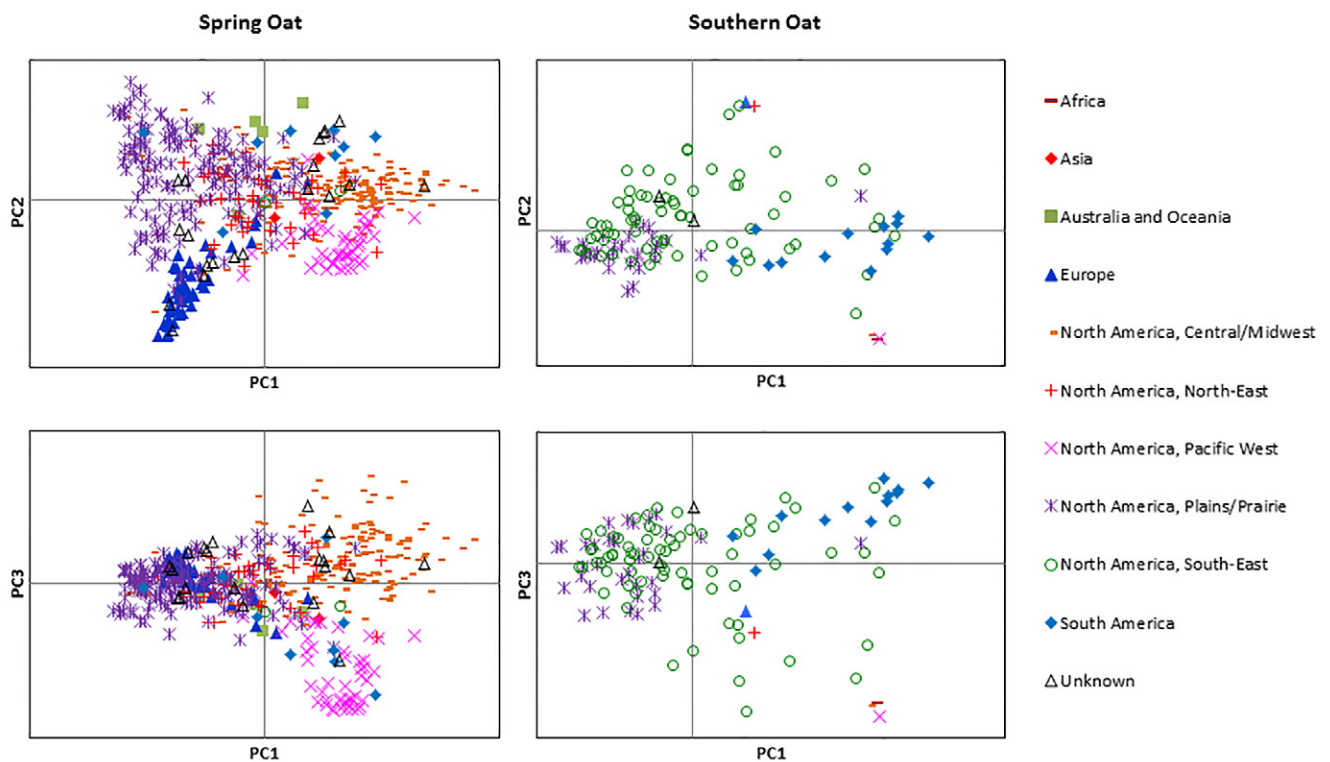 Spring Oat
Southern Oat
PC2
PC1
PC2
PC1
PC3
PC1
PC3
PC1
Africa
Asia
Australia and Oceania
Europe
North America, Central/Midwest
North America, North-East
North America, Pacific West
North America, Plains/Prairie
North America, South-East
South America
Unknown